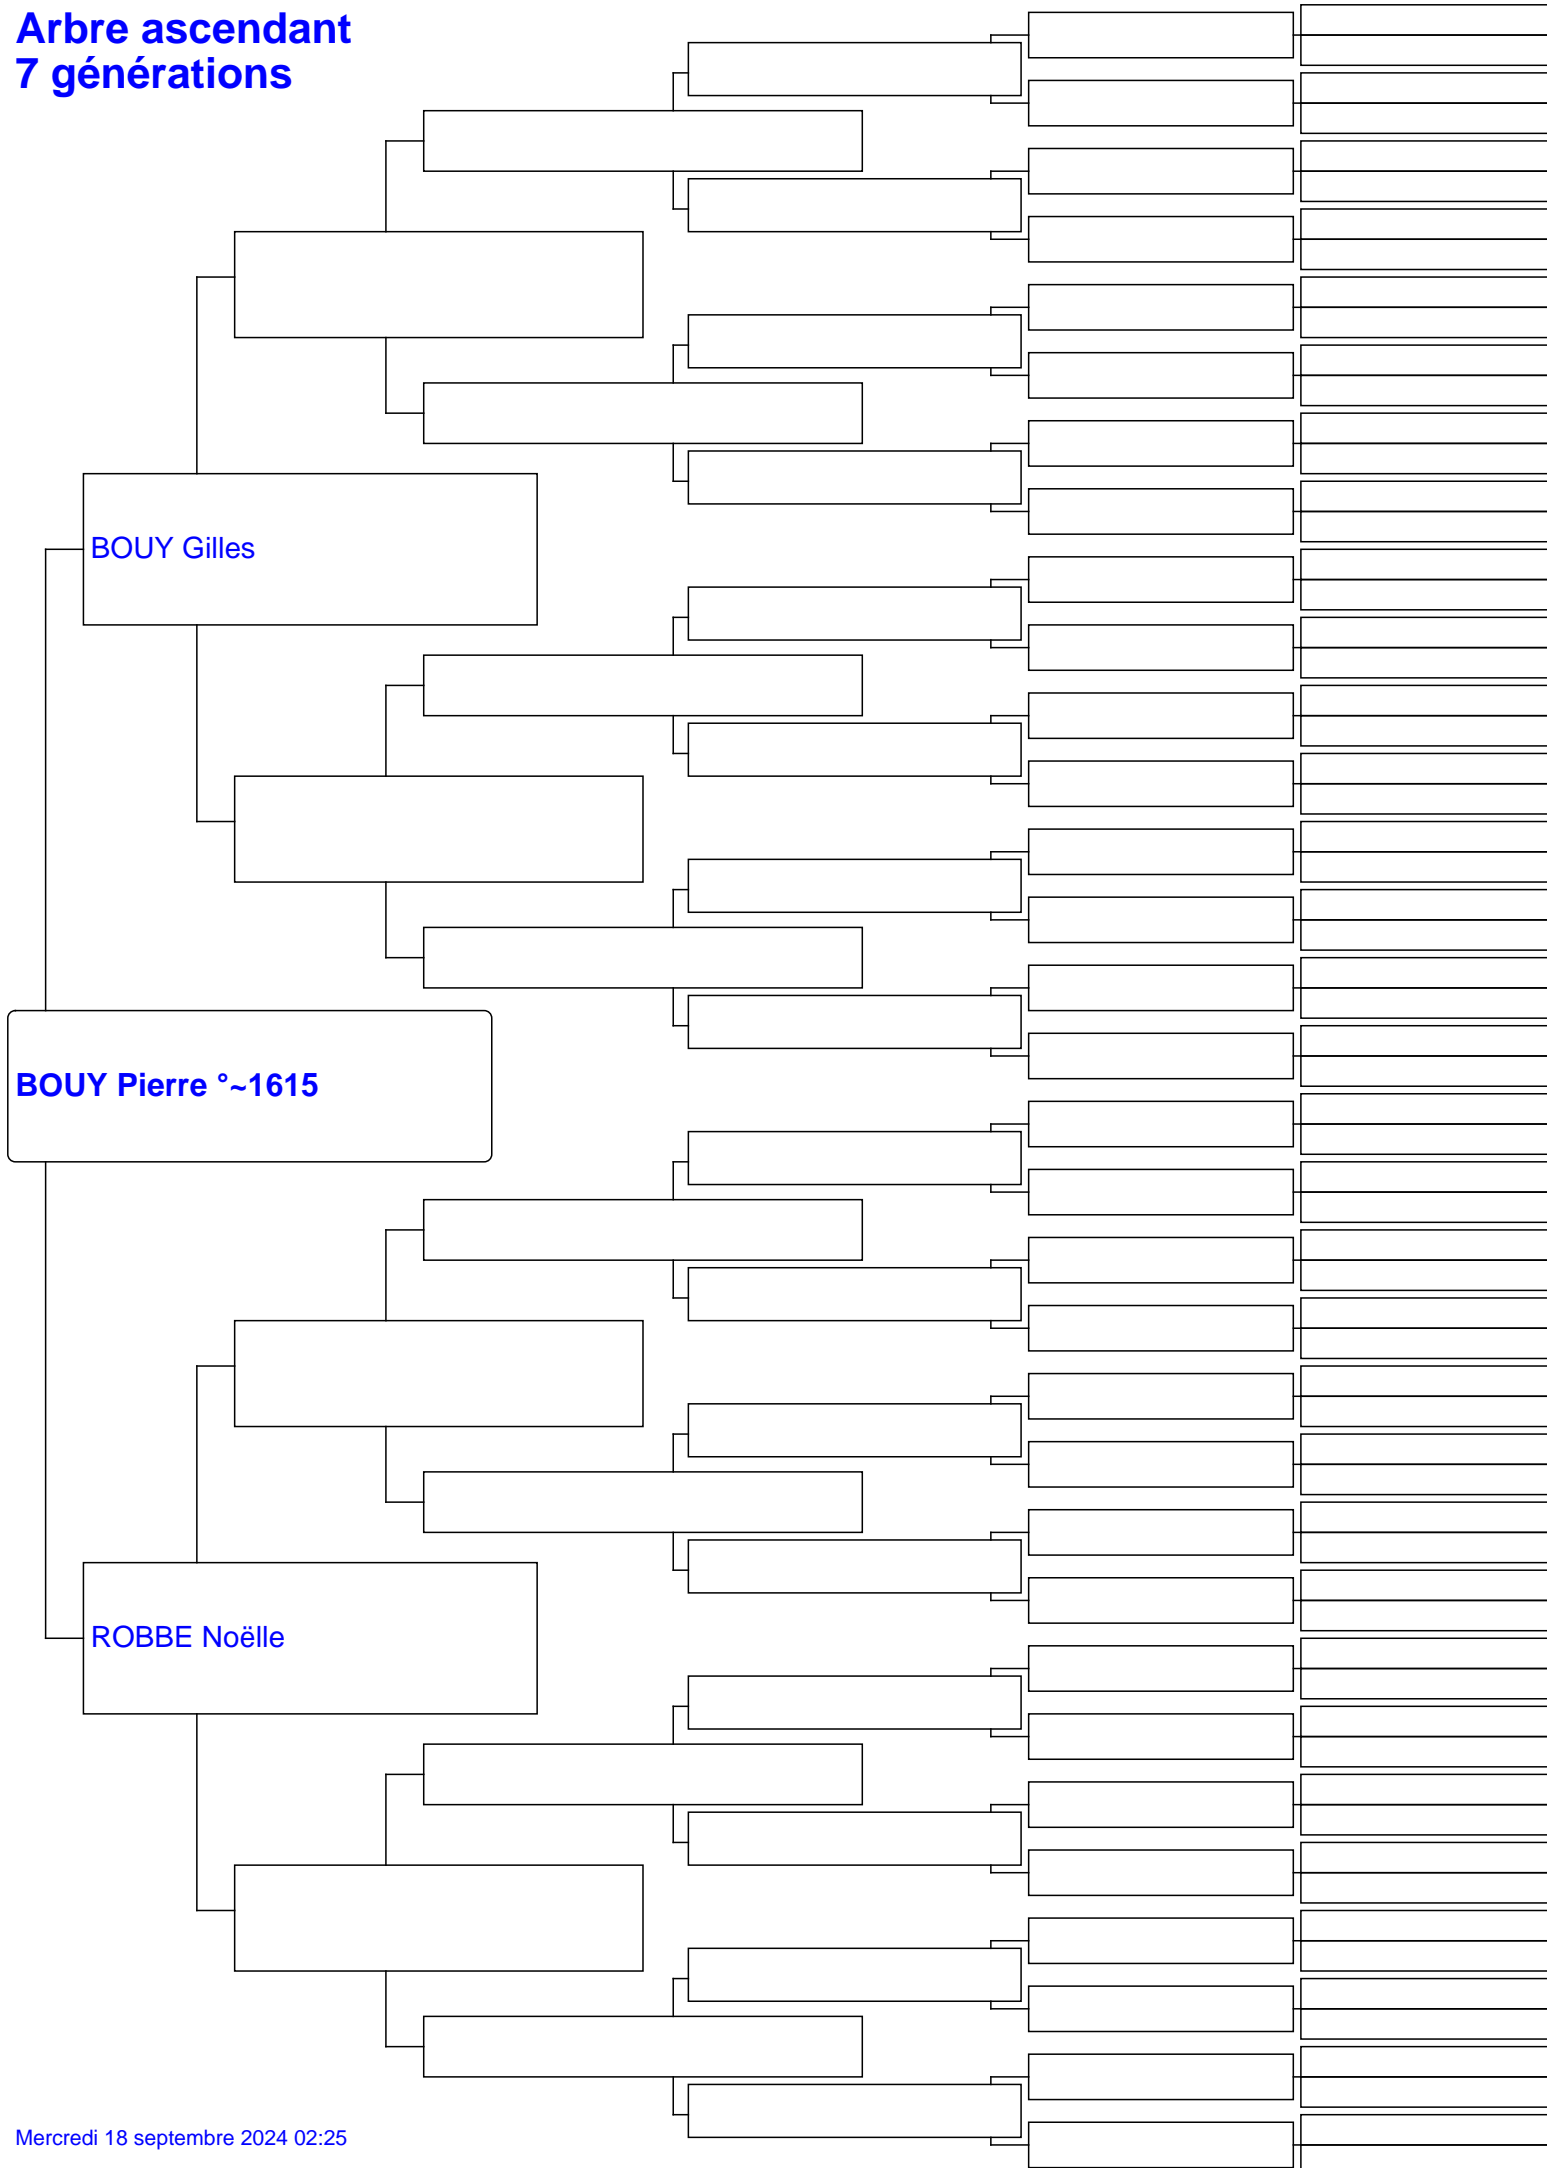 Arbre ascendant
7 générations
BOUY Gilles
BOUY Pierre °~1615
ROBBE Noëlle
Mercredi 18 septembre 2024 02:25